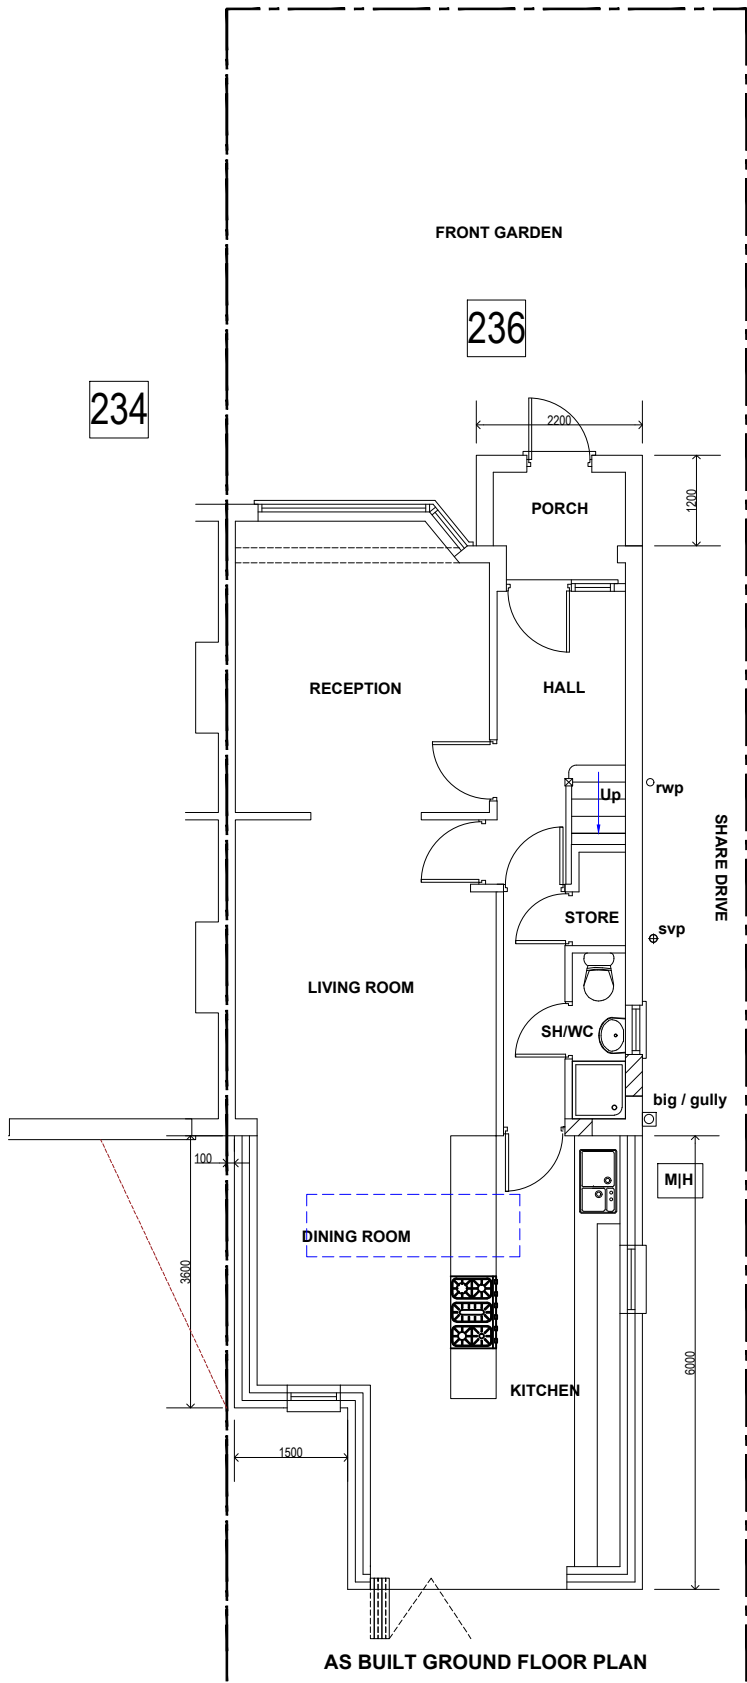 FRONT GARDEN
236
234
2200
PORCH
1200
RECEPTION
HALL
Up
rwp
SHARE DRIVE
STORE
svp
LIVING ROOM
SH/WC
big / gully
100
M|H
DINING ROOM
3600
6000
KITCHEN
1500
AS BUILT GROUND FLOOR PLAN